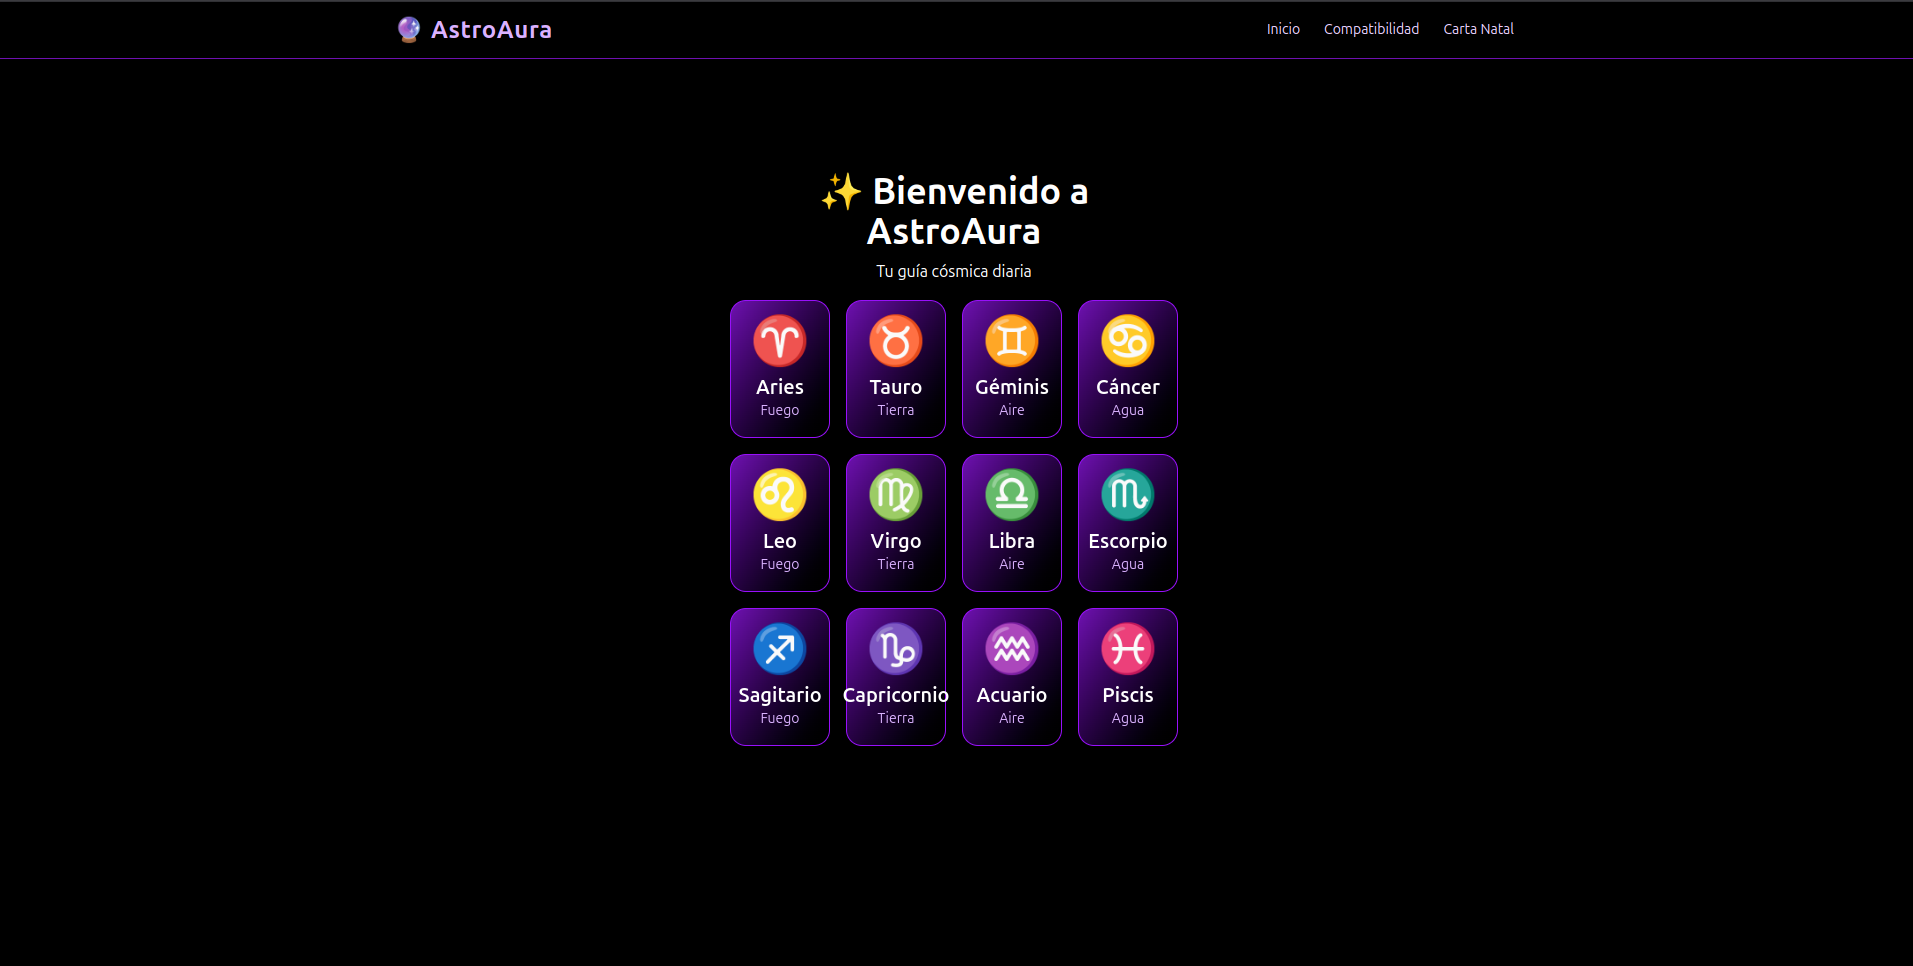 AstroAura
Inicio Compatibilidad Carta Natal
Bienvenido a
AstroAura
Tu guía cósmica diaria
Aries Tauro Géminis Cáncer
Fuego Tierra Aire Agua
Leo Virgo Libra Escorpio
Fuego Tierra Aire Agua
Sagitario Capricornio Acuario Piscis
Fuego Tierra Aire Agua